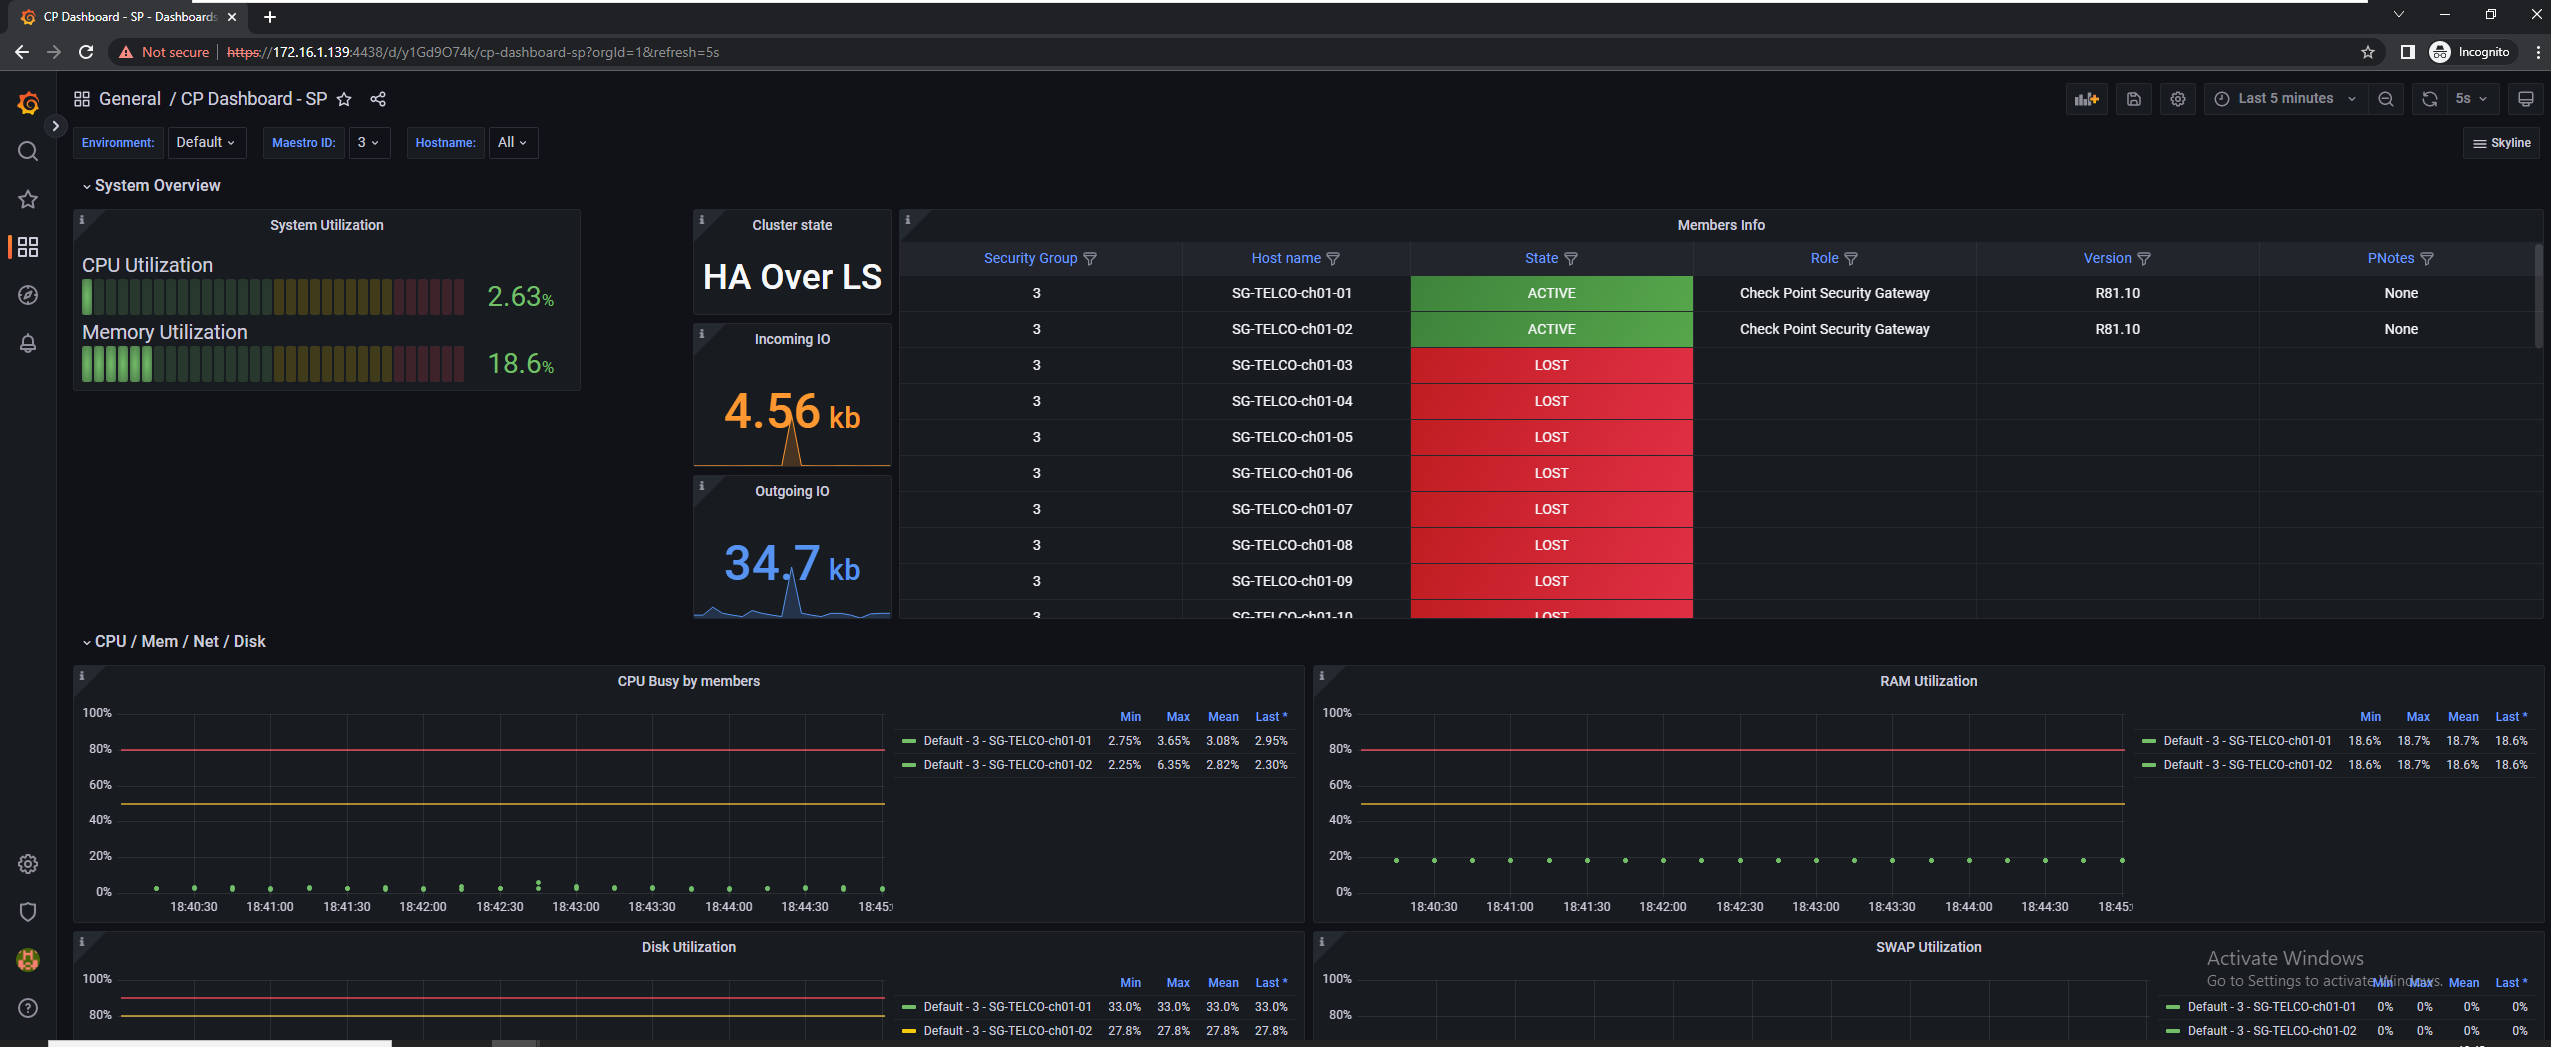 CP Dashboard - SP - Dashboards
Not secure | https://172.16.1.139:4438/d/y1Gd9O74k/cp-dashboard-sp?orgId=1&refresh=5s
Incognito
General / CP Dashboard - SP
Last 5 minutes
5s
Environment: Default
Maestro ID: 3
Hostname: All
Skyline
System Overview
System Utilization
CPU Utilization
2.63%
Memory Utilization
18.6%
Cluster state
HA Over LS
Incoming IO
4.56 kb
Outgoing IO
34.7 kb
Members Info
Security Group Host name State Role Version PNotes
3 SG-TELCO-ch01-01 ACTIVE Check Point Security Gateway R81.10 None
3 SG-TELCO-ch01-02 ACTIVE Check Point Security Gateway R81.10 None
3 SG-TELCO-ch01-03 LOST
3 SG-TELCO-ch01-04 LOST
3 SG-TELCO-ch01-05 LOST
3 SG-TELCO-ch01-06 LOST
3 SG-TELCO-ch01-07 LOST
3 SG-TELCO-ch01-08 LOST
3 SG-TELCO-ch01-09 LOST
3 SG-TELCO-ch01-10 LOST
CPU / Mem / Net / Disk
CPU Busy by members
100%
80%
60%
40%
20%
0%
18:40:30 18:41:00 18:41:30 18:42:00 18:42:30 18:43:00 18:43:30 18:44:00 18:44:30 18:45:
Min Max Mean Last *
Default - 3 - SG-TELCO-ch01-01 2.75% 3.65% 3.08% 2.95%
Default - 3 - SG-TELCO-ch01-02 2.25% 6.35% 2.82% 2.30%
RAM Utilization
100%
80%
60%
40%
20%
0%
18:40:30 18:41:00 18:41:30 18:42:00 18:42:30 18:43:00 18:43:30 18:44:00 18:44:30 18:45:
Min Max Mean Last *
Default - 3 - SG-TELCO-ch01-01 18.6% 18.7% 18.7% 18.6%
Default - 3 - SG-TELCO-ch01-02 18.6% 18.7% 18.6% 18.6%
Disk Utilization
100%
80%
Min Max Mean Last *
Default - 3 - SG-TELCO-ch01-01 33.0% 33.0% 33.0% 33.0%
Default - 3 - SG-TELCO-ch01-02 27.8% 27.8% 27.8% 27.8%
SWAP Utilization
100%
80%
Activate Windows
Go to Settings to activate Windows.
Min Max Mean Last *
Default - 3 - SG-TELCO-ch01-01 0% 0% 0% 0%
Default - 3 - SG-TELCO-ch01-02 0% 0% 0% 0%